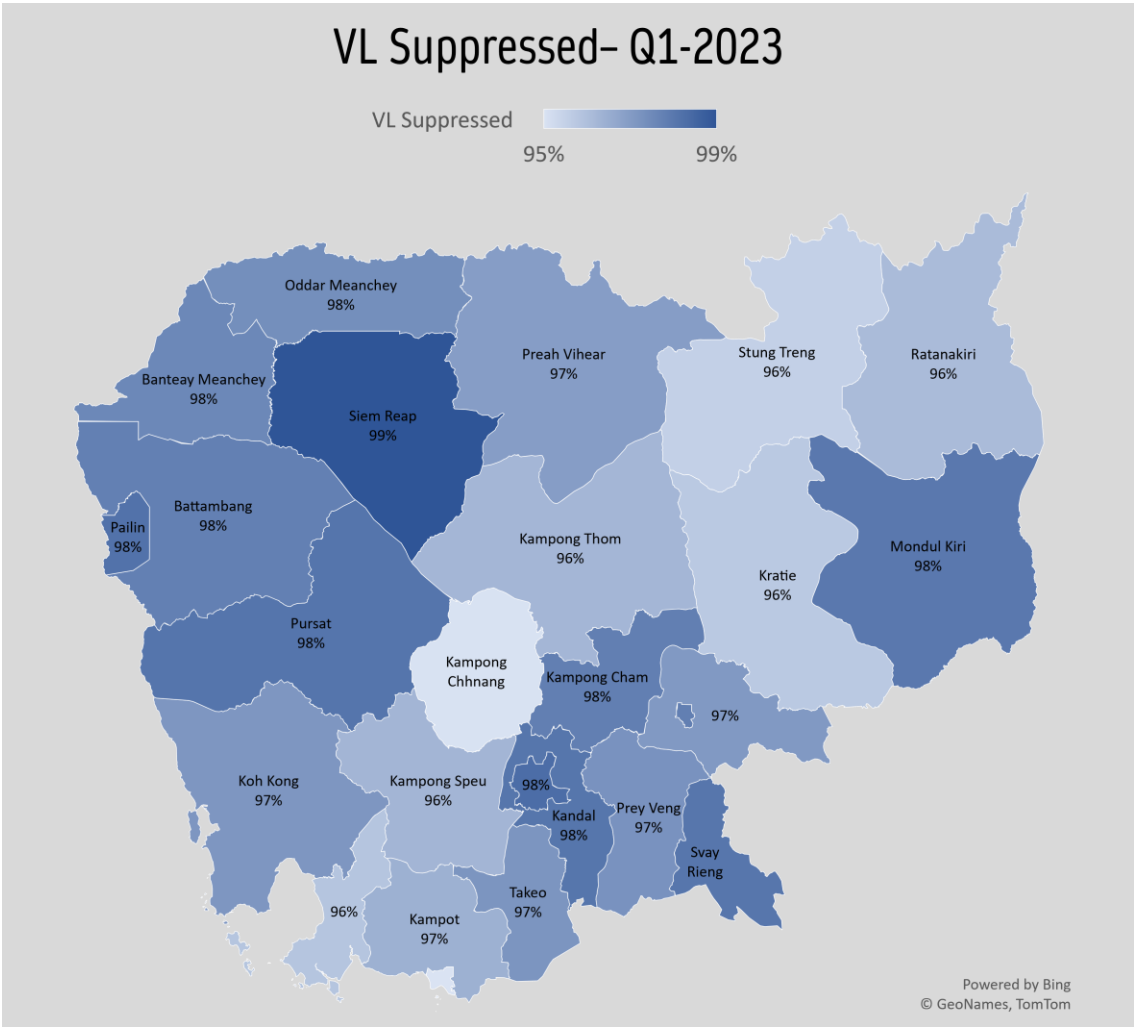 VL Suppressed– Q1-2023
VL Suppressed
95%
99%
Oddar Meanchey
98%
Preah Vihear
97%
Stung Treng
96%
Ratanakiri
96%
Banteay Meanchey
98%
Siem Reap
99%
Battambang
98%
Pailin
98%
Kampong Thom
96%
Mondul Kiri
98%
Kratie
96%
Pursat
98%
Kampong
Chhnang
Kampong Cham
98%
97%
Koh Kong
97%
Kampong Speu
96%
98%
Kandal
98%
Prey Veng
97%
Svay
Rieng
Takeo
97%
96%
Kampot
97%
Powered by Bing
© GeoNames, TomTom